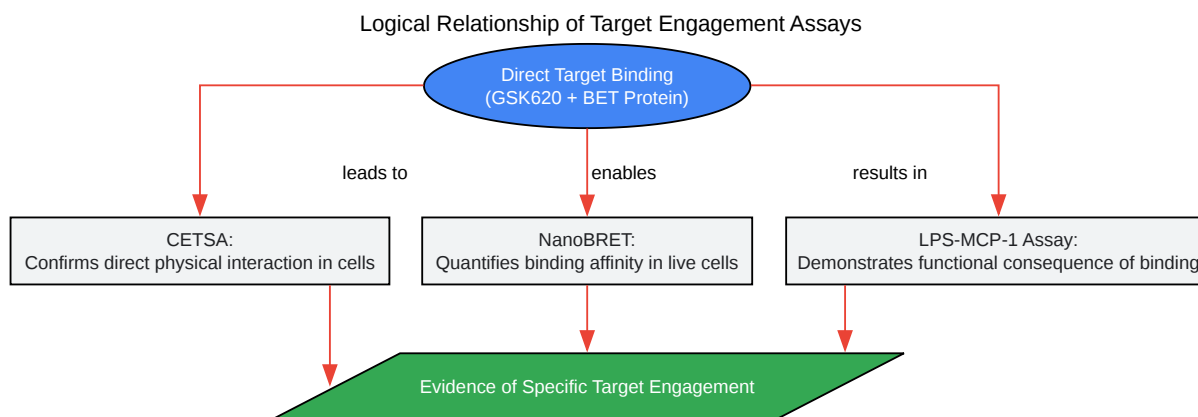 Logical Relationship of Target Engagement Assays
Direct Target Binding
(GSK620 + BET Protein)
leads to
enables
results in
CETSA:
Confirms direct physical interaction in cells
NanoBRET:
Quantifies binding affinity in live cells
LPS-MCP-1 Assay:
Demonstrates functional consequence of binding
Evidence of Specific Target Engagement